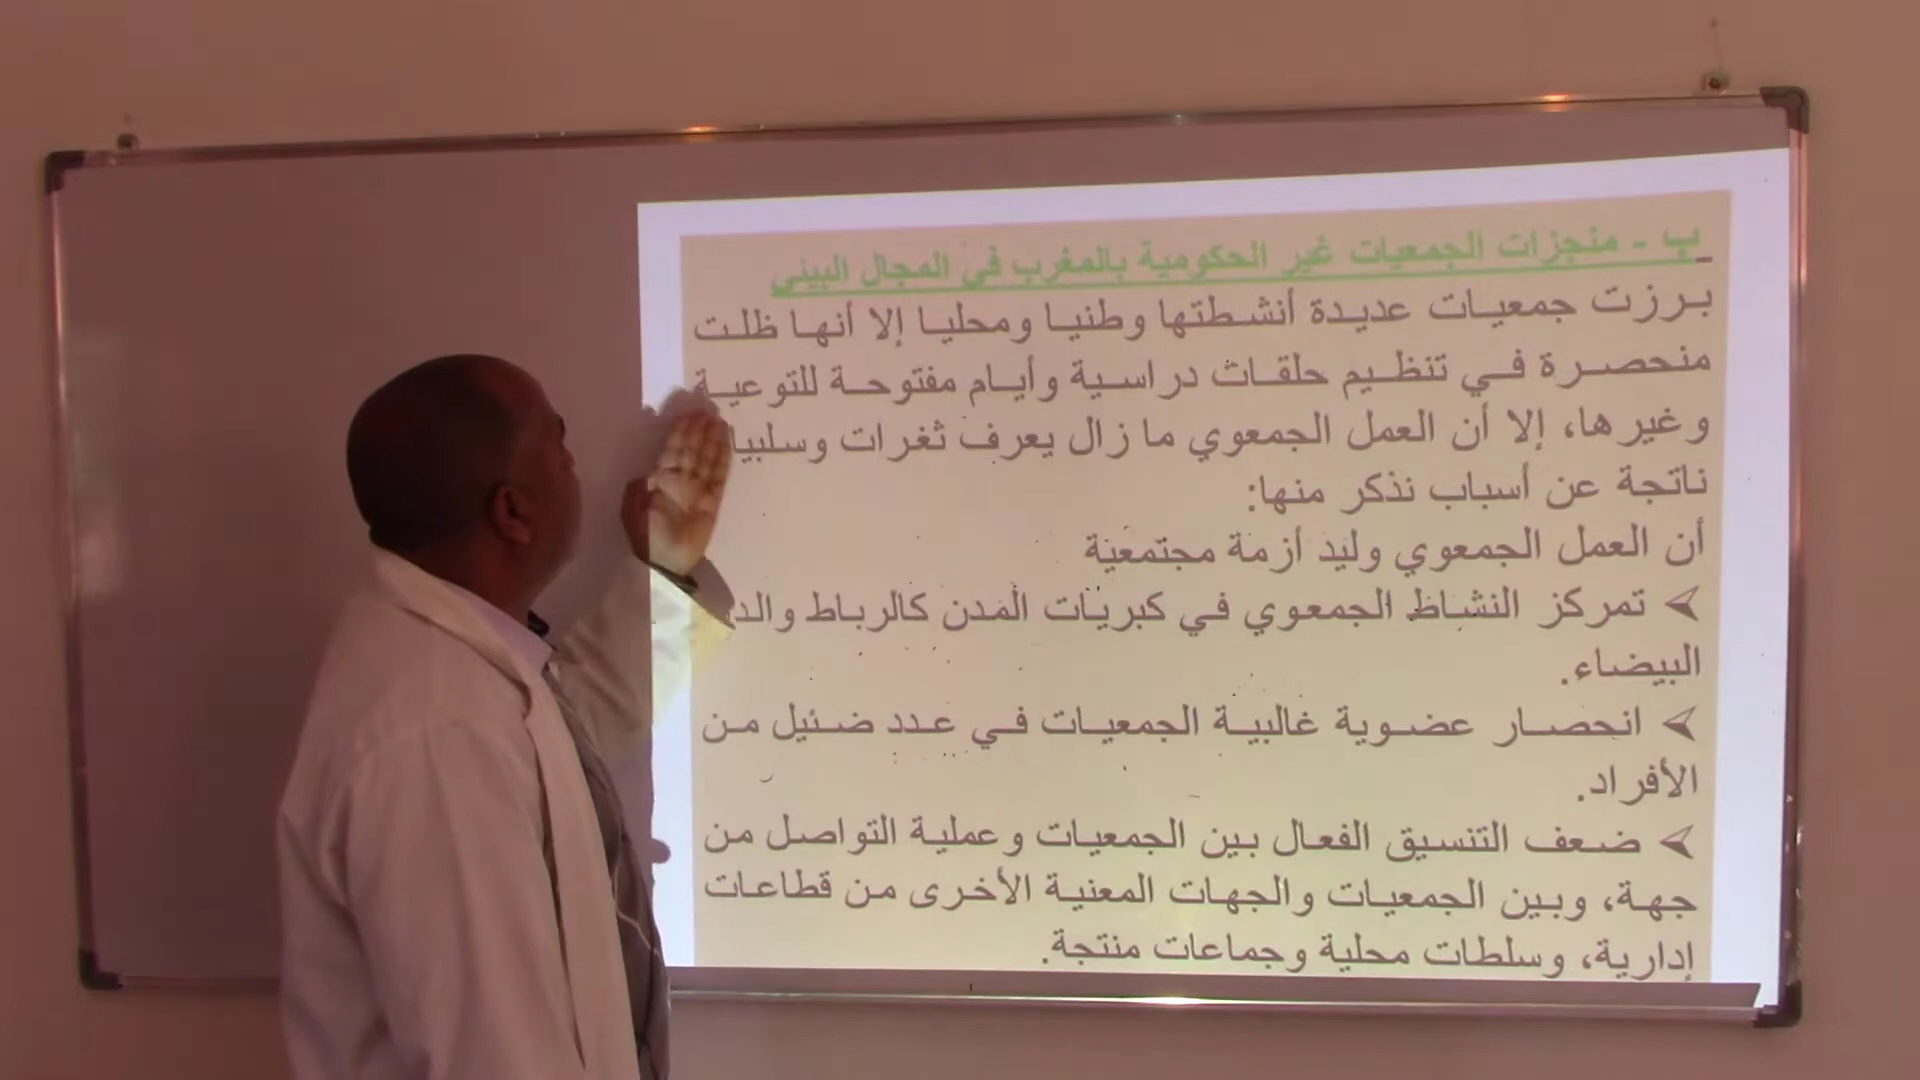 ب - منجزات الجمعيات غير الحكومية بالمغرب في المجال البيئي
برزت جمعيات عديدة أنشطتها وطنيا ومحليا إلا أنها ظلت
منحصرة في تنظيم حلقات دراسية وأيام مفتوحة للتوعية
وغيرها، إلا أن العمل الجمعوي ما زال يعرف ثغرات
ناتجة عن أسباب نذكر منها:
أن العمل الجمعوي وليد أزمة مجتمعية
➢ تمركز النشاط الجمعوي في كبريات المدن كالرباط
البيضاء.
➢ انحصار عضوية غالبية الجمعيات في عدد ضئيل من
الأفراد.
➢ ضعف التنسيق الفعال بين الجمعيات وعملية التواصل من
جهة، وبين الجمعيات والجهات المعنية الأخرى من قطاعات
إدارية، وسلطات محلية وجماعات منتجة.